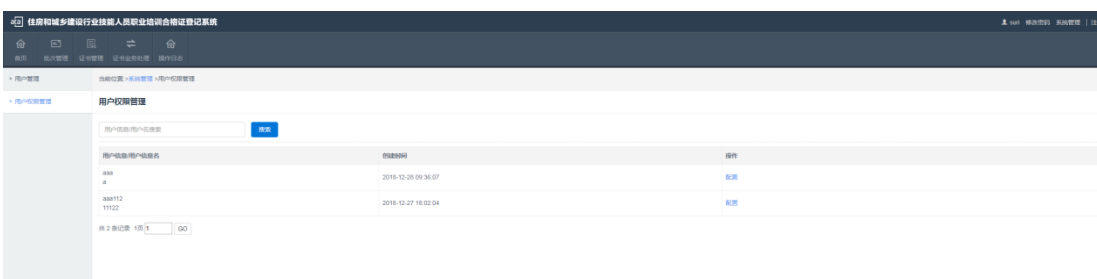 住房和城乡建设行业技能人员职业培训合格证登记系统
sun 修改密码 系统管理 |
首页 批次管理 证书管理 证书业务处理 操作日志
用户管理
当前位置 >系统管理 >用户权限管理
用户权限管理
用户权限管理
用户信息/用户名搜索 搜索
用户信息/用户信息名 创建时间 操作
aaa
a
2018-12-28 09:36:07 配置
aaa112
11122
2018-12-27 18:02:04 配置
共 2 条记录 1页 1 GO